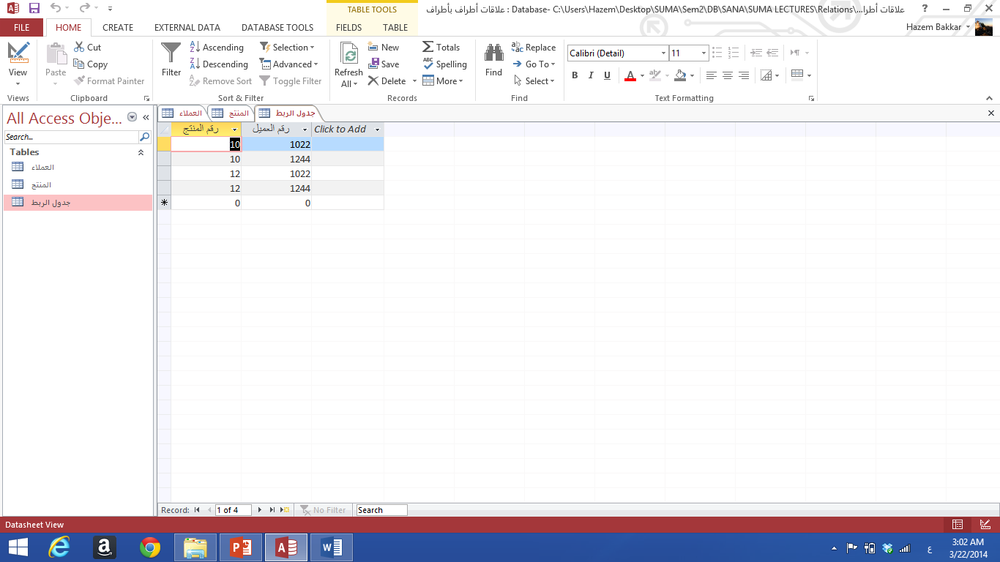 TABLE TOOLS
علاقات أطراف بأطراف : Database- C:\Users\Hazem\Desktop\SUMA\Sem2\DB\SANA\SUMA LECTURES\Relations\...علاقات أطرا
FILE HOME CREATE EXTERNAL DATA DATABASE TOOLS FIELDS TABLE
Hazem Bakkar
View
Views
Paste
Cut
Copy
Format Painter
Clipboard
Filter
Ascending
Descending
Remove Sort
Selection
Advanced
Toggle Filter
Sort & Filter
Refresh
All
New
Save
Delete
Totals
Spelling
More
Records
Find
Replace
Go To
Select
Find
Calibri (Detail) 11
B I U A
Text Formatting
All Access Obje...
Search...
Tables
العملاء
المنتج
جدول الربط
العملاء المنتج جدول الربط
رقم المنتج رقم العميل Click to Add
10 1022
10 1244
12 1022
12 1244
0 0
Record: 1 of 4 No Filter Search
Datasheet View
ع
3:02 AM
3/22/2014